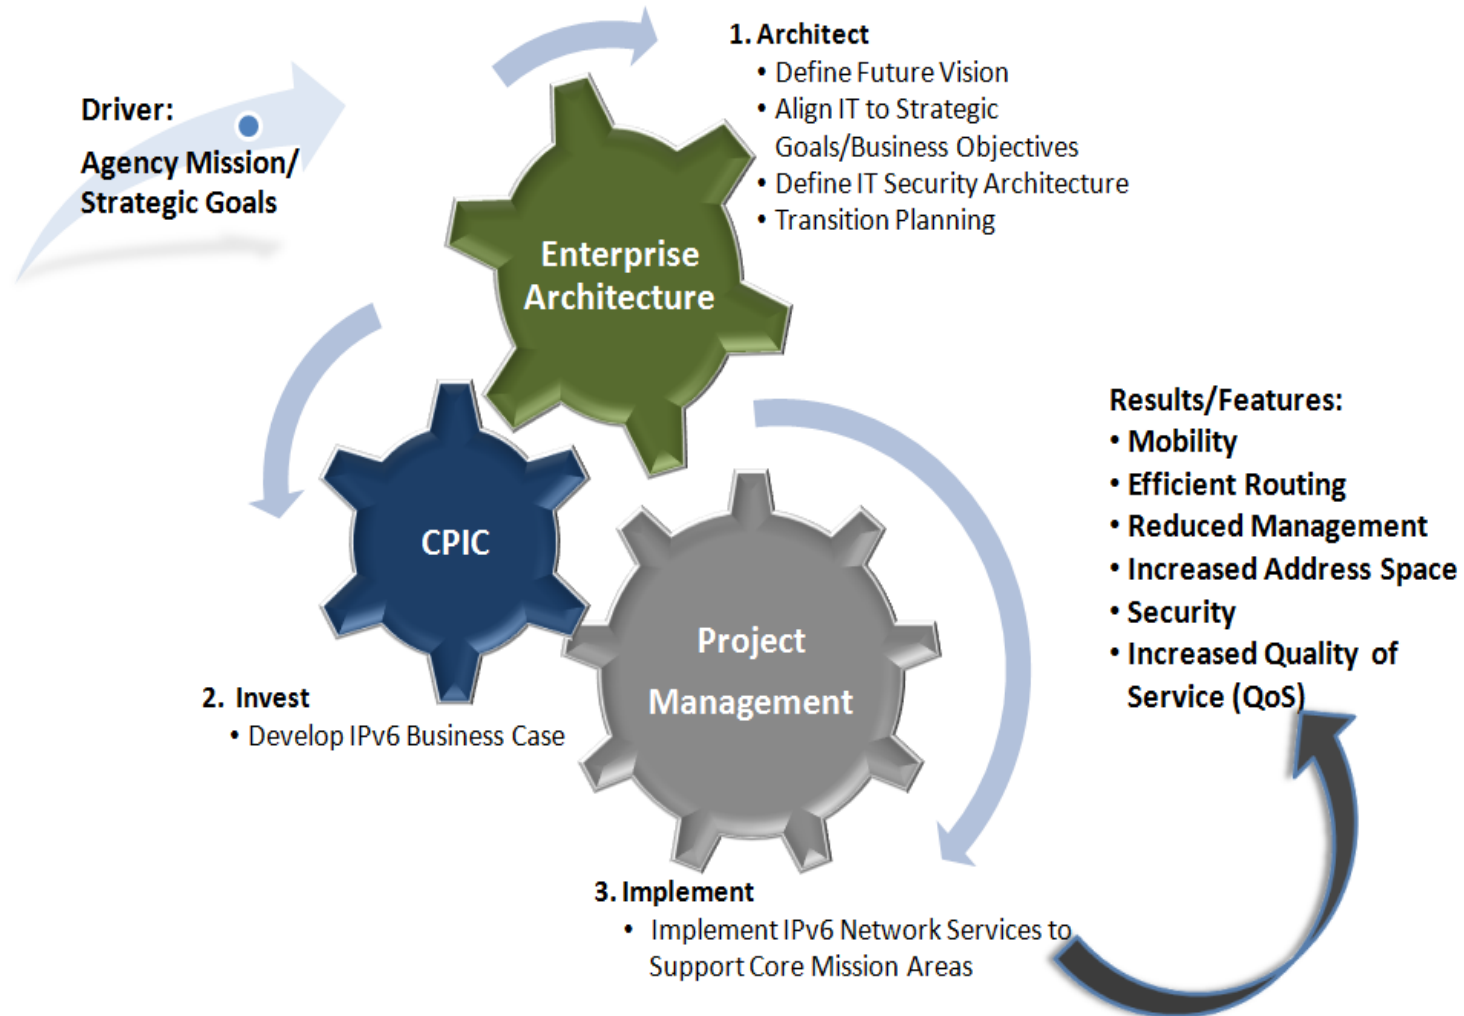 Driver:
Agency Mission/
Strategic Goals
1. Architect
• Define Future Vision
• Align IT to Strategic
Goals/Business Objectives
• Define IT Security Architecture
• Transition Planning
Enterprise
Architecture
CPIC
2. Invest
• Develop IPv6 Business Case
Project
Management
3. Implement
• Implement IPv6 Network Services to
Support Core Mission Areas
Results/Features:
• Mobility
• Efficient Routing
• Reduced Management
• Increased Address Space
• Security
• Increased Quality of
Service (QoS)